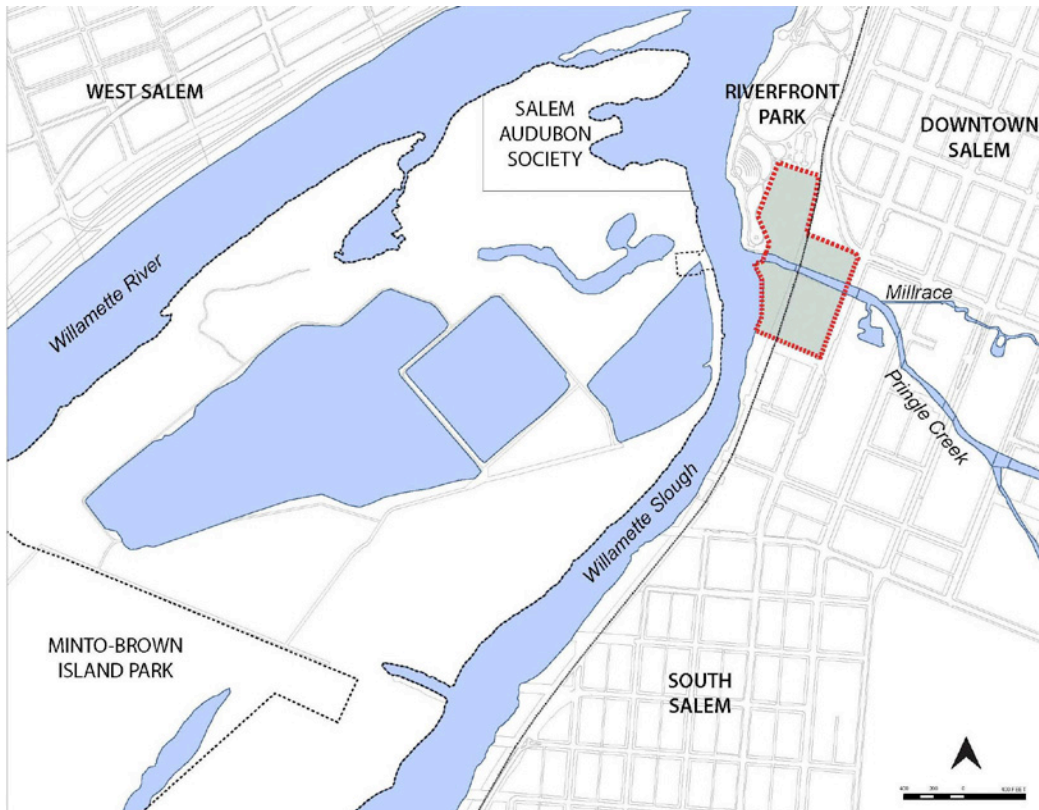 WEST SALEM
SALEM
AUDUBON
SOCIETY
RIVERFRONT
PARK
DOWNTOWN
SALEM
Willamette River
Millrace
Pringle Creek
Willamette Slough
MINTO-BROWN
ISLAND PARK
SOUTH
SALEM
0